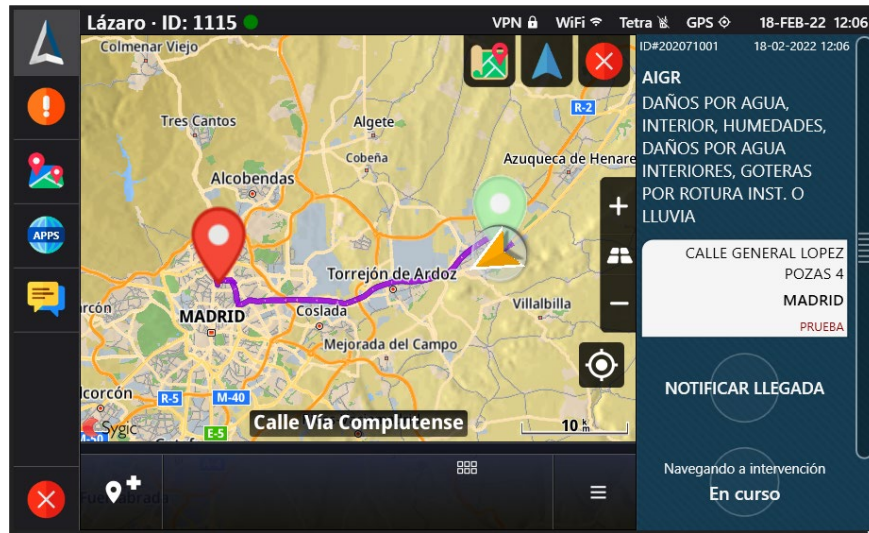 Lázaro · ID: 1115
VPN WiFi Tetra GPS 18-FEB-22 12:06
Colmenar Viejo
R-2
Tres Cantos
Algete
Cobeña
Azuqueca de Henare
Alcobendas
APPS
Torrejón de Ardoz
rcón
MADRID
Coslada
Villalbilla
Mejorada del Campo
lcorcón
R-5
M-40
Sygic
E-5
Calle Vía Complutense
10 k
ID#202071001 18-02-2022 12:06
AIGR
DAÑOS POR AGUA,
INTERIOR, HUMEDADES,
DAÑOS POR AGUA
INTERIORES, GOTERAS
POR ROTURA INST. O
LLUVIA
CALLE GENERAL LOPEZ
POZAS 4
MADRID
PRUEBA
NOTIFICAR LLEGADA
Navegando a intervención
En curso